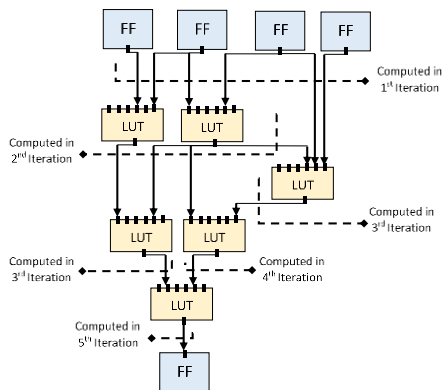 FF
FF
FF
FF
Computed in
1st Iteration
LUT
LUT
Computed in
2nd Iteration
LUT
Computed in
3rd Iteration
LUT
LUT
Computed in
3rd Iteration
Computed in
4th Iteration
LUT
Computed in
5th Iteration
FF